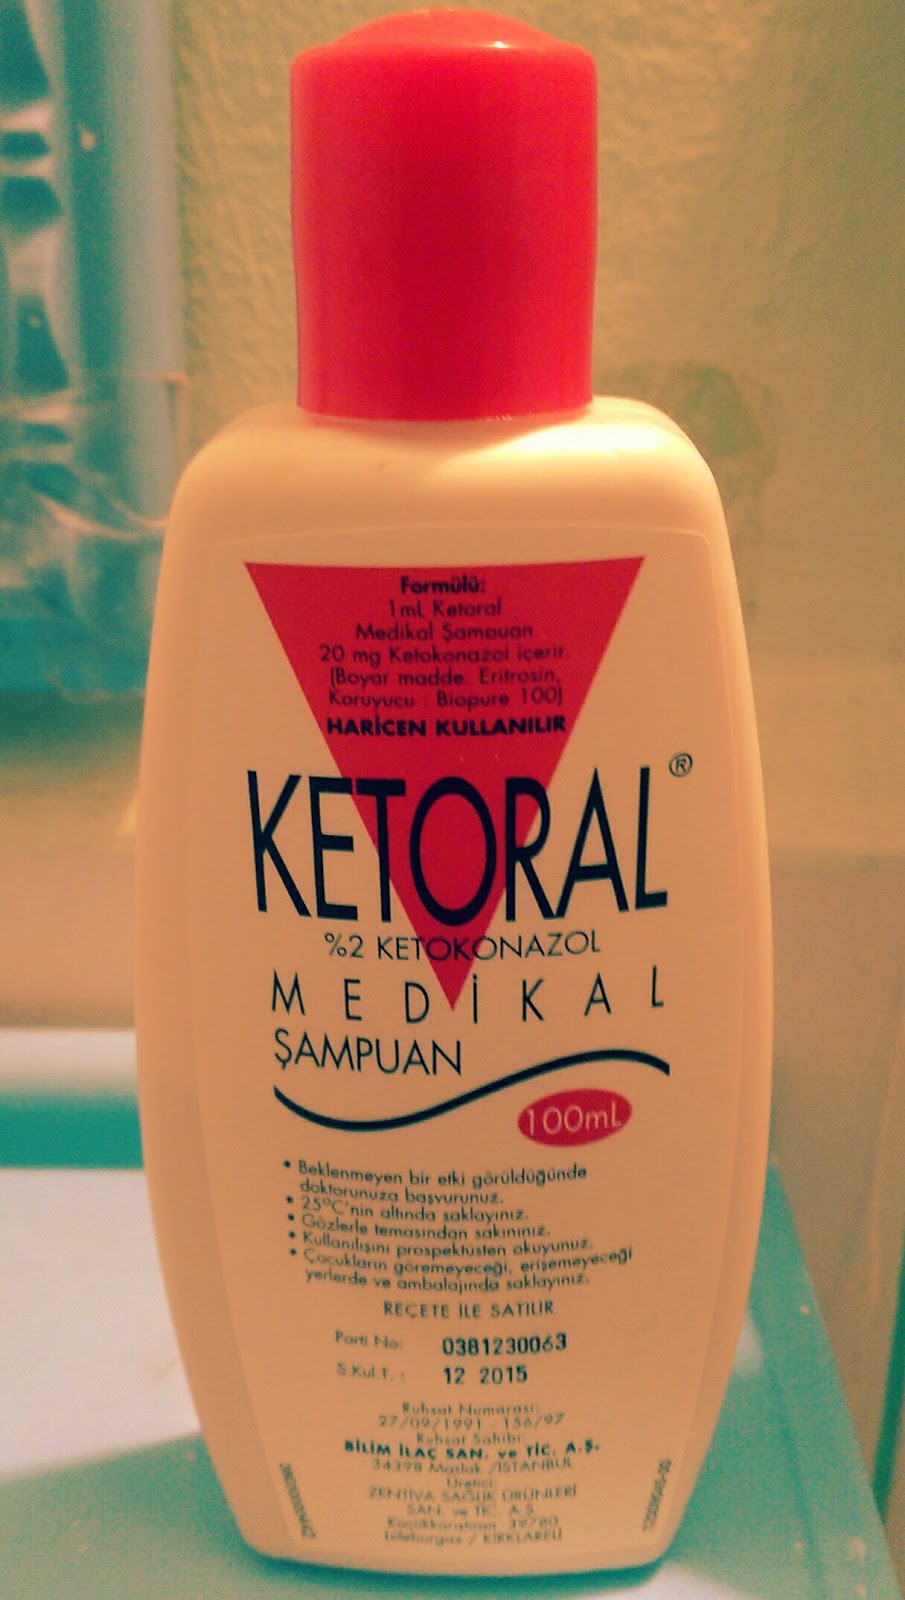 Formülü:
1mL Ketoral
Medikal Şampuan
20 mg Ketokonazol içerir.
(Boyar madde: Eritrosin,
Koruyucu : Biopure 100)
HARİCEN KULLANILIR
KETORAL®
%2 KETOKONAZOL
MEDİKAL
ŞAMPUAN
100mL
• Beklenmeyen bir etki görüldüğünde
doktorunuza başvurunuz.
• 25°C'nin altında saklayınız.
• Gözlerle temasından sakınınız.
• Kullanılışını prospektüsten okuyunuz.
• Çocukların göremeyeceği, erişemeyeceği
yerlerde ve ambalajında saklayınız.
REÇETE İLE SATILIR
Parti No: 0381230063
S.Kul.T. : 12 2015
Ruhsat Numarası:
27/09/1991 - 156/97
Ruhsat Sahibi:
BİLİM İLAÇ SAN. ve TİC. A.Ş.
34398 Maslak /İSTANBUL
Üretici:
ZENTİVA SAĞLIK ÜRÜNLERİ
SAN. ve TİC. A.Ş.
Küçükkarıştıran 39780
Lüleburgaz / KIRKLARELİ